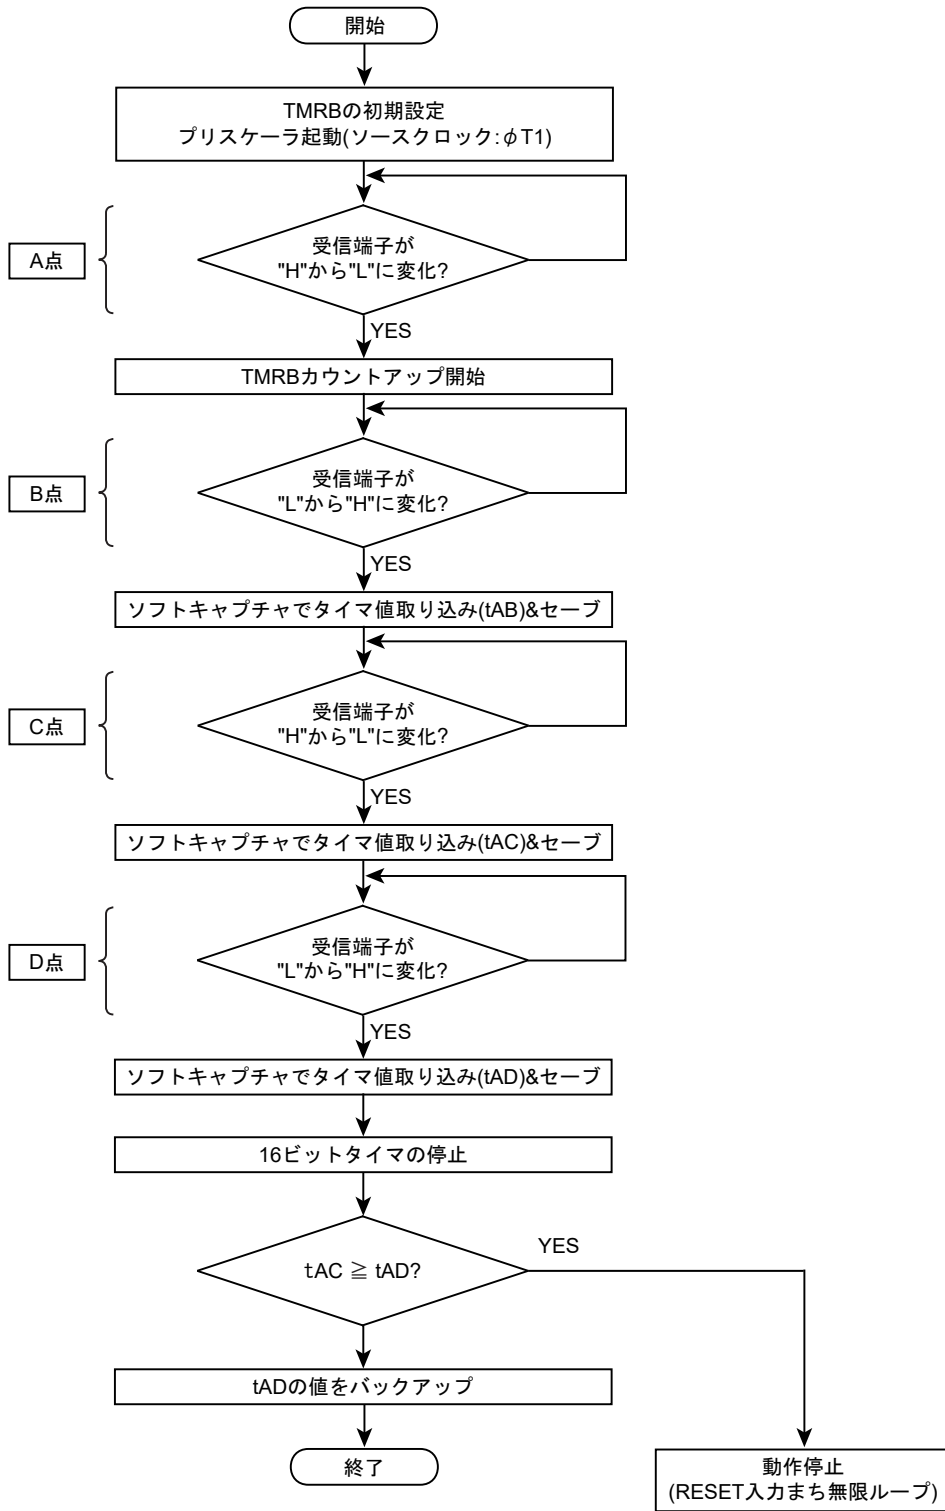 開始
TMRBの初期設定
プリスケーラ起動(ソースクロック:φT1)
A点
受信端子が
"H"から"L"に変化?
YES
TMRBカウントアップ開始
B点
受信端子が
"L"から"H"に変化?
YES
ソフトキャプチャでタイマ値取り込み(tAB)&セーブ
C点
受信端子が
"H"から"L"に変化?
YES
ソフトキャプチャでタイマ値取り込み(tAC)&セーブ
D点
受信端子が
"L"から"H"に変化?
YES
ソフトキャプチャでタイマ値取り込み(tAD)&セーブ
16ビットタイマの停止
tAC ≧ tAD?
YES
tADの値をバックアップ
終了
動作停止
(RESET入力まち無限ループ)